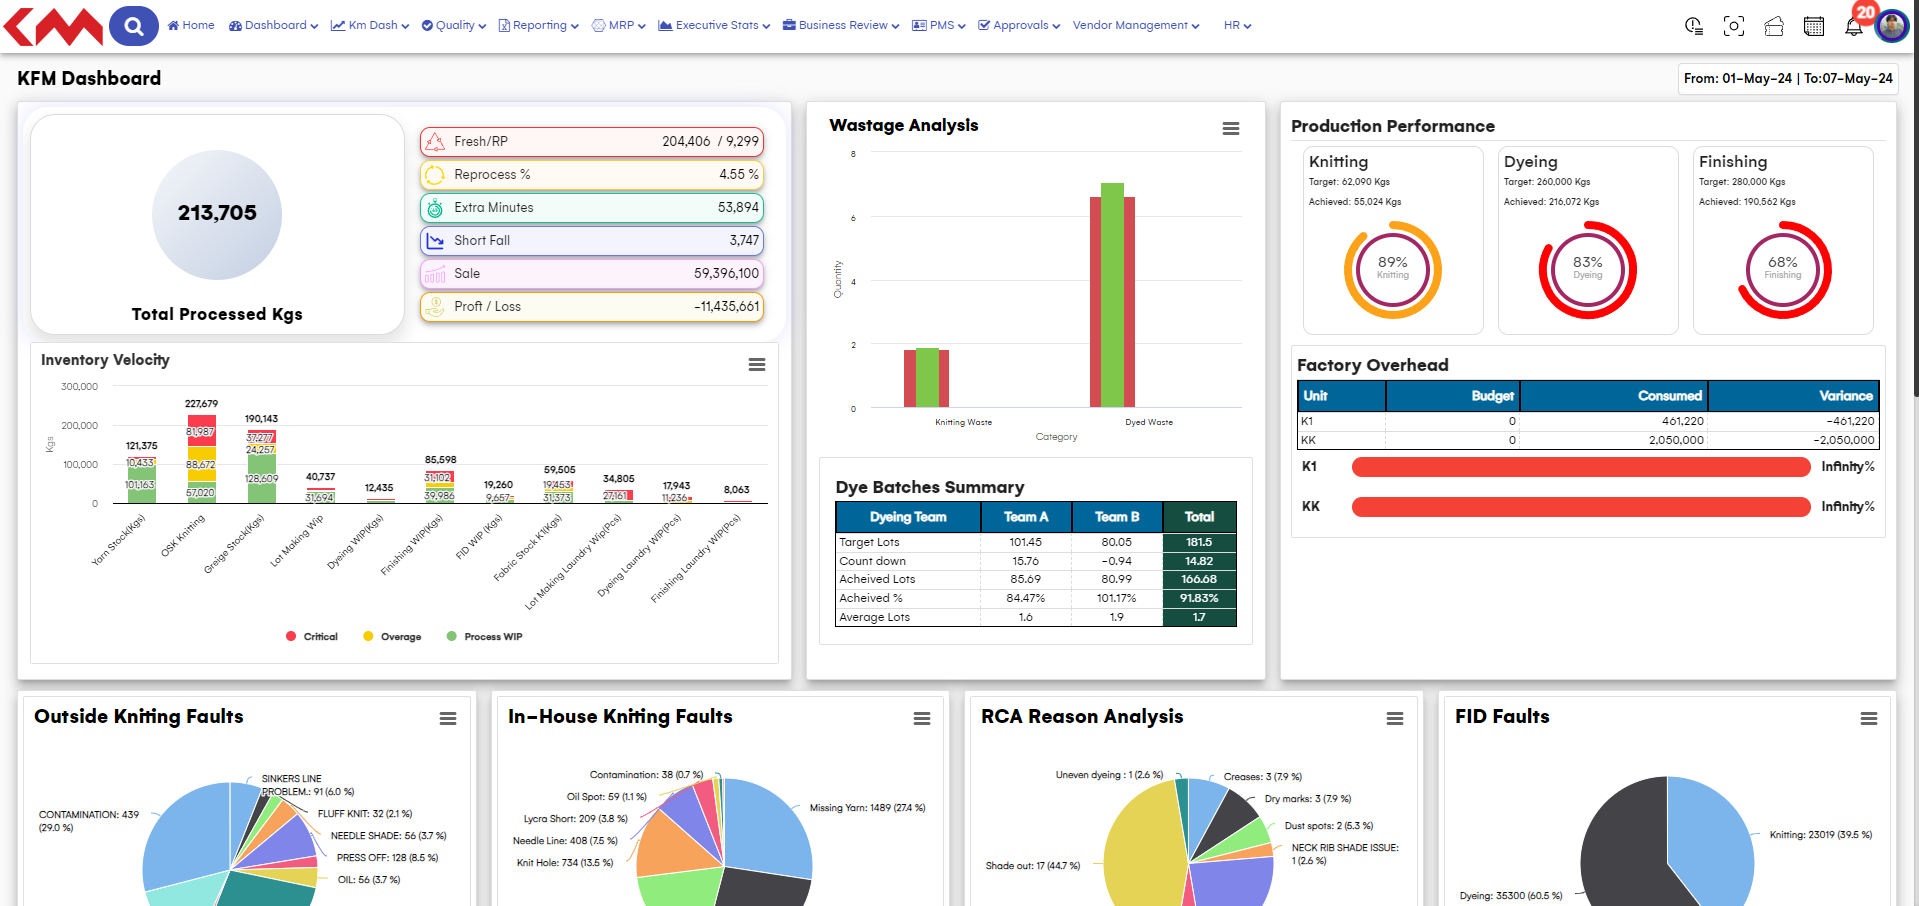 KM
Home
Dashboard
Km Dash
Quality
Reporting
MRP
Executive Stats
Business Review
PMS
Approvals
Vendor Management
HR
20
KFM Dashboard
From: 01-May-24 | To:07-May-24
213,705
Total Processed Kgs
Fresh/RP 204,406 / 9,299
Reprocess % 4.55 %
Extra Minutes 53,894
Short Fall 3,747
Sale 59,396,100
Proft / Loss -11,435,661
Inventory Velocity
Kgs
300,000
200,000
100,000
0
121,375
10,433
101,163
227,679
81,987
88,672
57,020
190,143
37,277
24,257
128,609
40,737
31,694
12,435
85,598
31,102
39,986
19,260
9,657
59,505
19,453
31,373
34,805
27,161
17,943
11,236
8,063
Yarn Stock(Kgs)
OSK Knitting
Greige Stock(Kgs)
Lot Making Wip
Dyeing WIP(Kgs)
Finishing WIP(Kgs)
FID WIP (Kgs)
Fabric Stock K1(Kgs)
Lot Making Laundry Wip(Pcs)
Dyeing Laundry WIP(Pcs)
Finishing Laundry WIP(Pcs)
Critical
Overage
Process WIP
Wastage Analysis
Quantity
8
6
4
2
0
Knitting Waste
Dyed Waste
Category
Dye Batches Summary
Dyeing Team Team A Team B Total
Target Lots 101.45 80.05 181.5
Count down 15.76 -0.94 14.82
Acheived Lots 85.69 80.99 166.68
Acheived % 84.47% 101.17% 91.83%
Average Lots 1.6 1.9 1.7
Production Performance
Knitting
Target: 62,090 Kgs
Achieved: 55,024 Kgs
89%
Knitting
Dyeing
Target: 260,000 Kgs
Achieved: 216,072 Kgs
83%
Dyeing
Finishing
Target: 280,000 Kgs
Achieved: 190,562 Kgs
68%
Finishing
Factory Overhead
Unit Budget Consumed Variance
K1 0 461,220 -461,220
KK 0 2,050,000 -2,050,000
K1 Infinity%
KK Infinity%
Outside Kniting Faults
SINKERS LINE
PROBLEM.: 91 (6.0 %)
CONTAMINATION: 439
(29.0 %)
FLUFF KNIT: 32 (2.1 %)
NEEDLE SHADE: 56 (3.7 %)
PRESS OFF: 128 (8.5 %)
OIL: 56 (3.7 %)
In-House Kniting Faults
Contamination: 38 (0.7 %)
Oil Spot: 59 (1.1 %)
Lycra Short: 209 (3.8 %)
Needle Line: 408 (7.5 %)
Knit Hole: 734 (13.5 %)
Missing Yarn: 1489 (27.4 %)
RCA Reason Analysis
Uneven dyeing : 1 (2.6 %)
Creases: 3 (7.9 %)
Dry marks: 3 (7.9 %)
Dust spots: 2 (5.3 %)
NECK RIB SHADE ISSUE:
1 (2.6 %)
Shade out: 17 (44.7 %)
FID Faults
Knitting: 23019 (39.5 %)
Dyeing: 35300 (60.5 %)